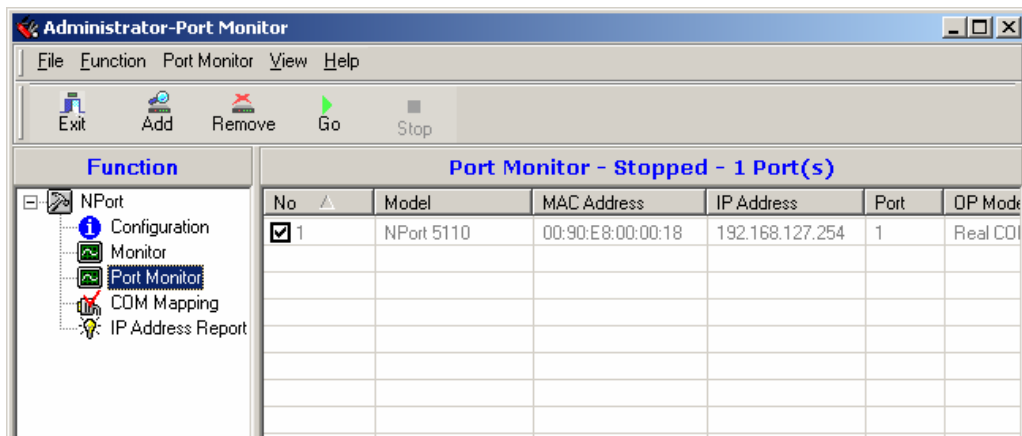 Administrator-Port Monitor
File Function Port Monitor View Help
Exit Add Remove Go Stop
Function
Port Monitor - Stopped - 1 Port(s)
NPort
Configuration
Monitor
Port Monitor
COM Mapping
IP Address Report
No Model MAC Address IP Address Port OP Mode
1 NPort 5110 00:90:E8:00:00:18 192.168.127.254 1 Real CO